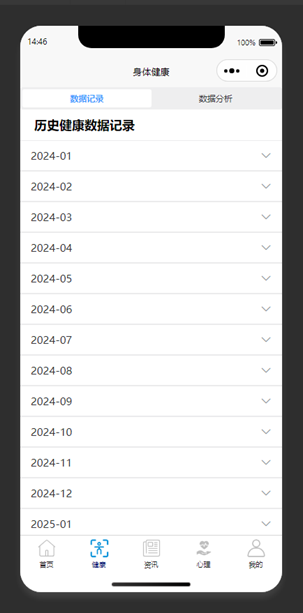 14:46
100%
身体健康
数据记录
数据分析
历史健康数据记录
2024-01
2024-02
2024-03
2024-04
2024-05
2024-06
2024-07
2024-08
2024-09
2024-10
2024-11
2024-12
2025-01
首页
健康
资讯
心理
我的